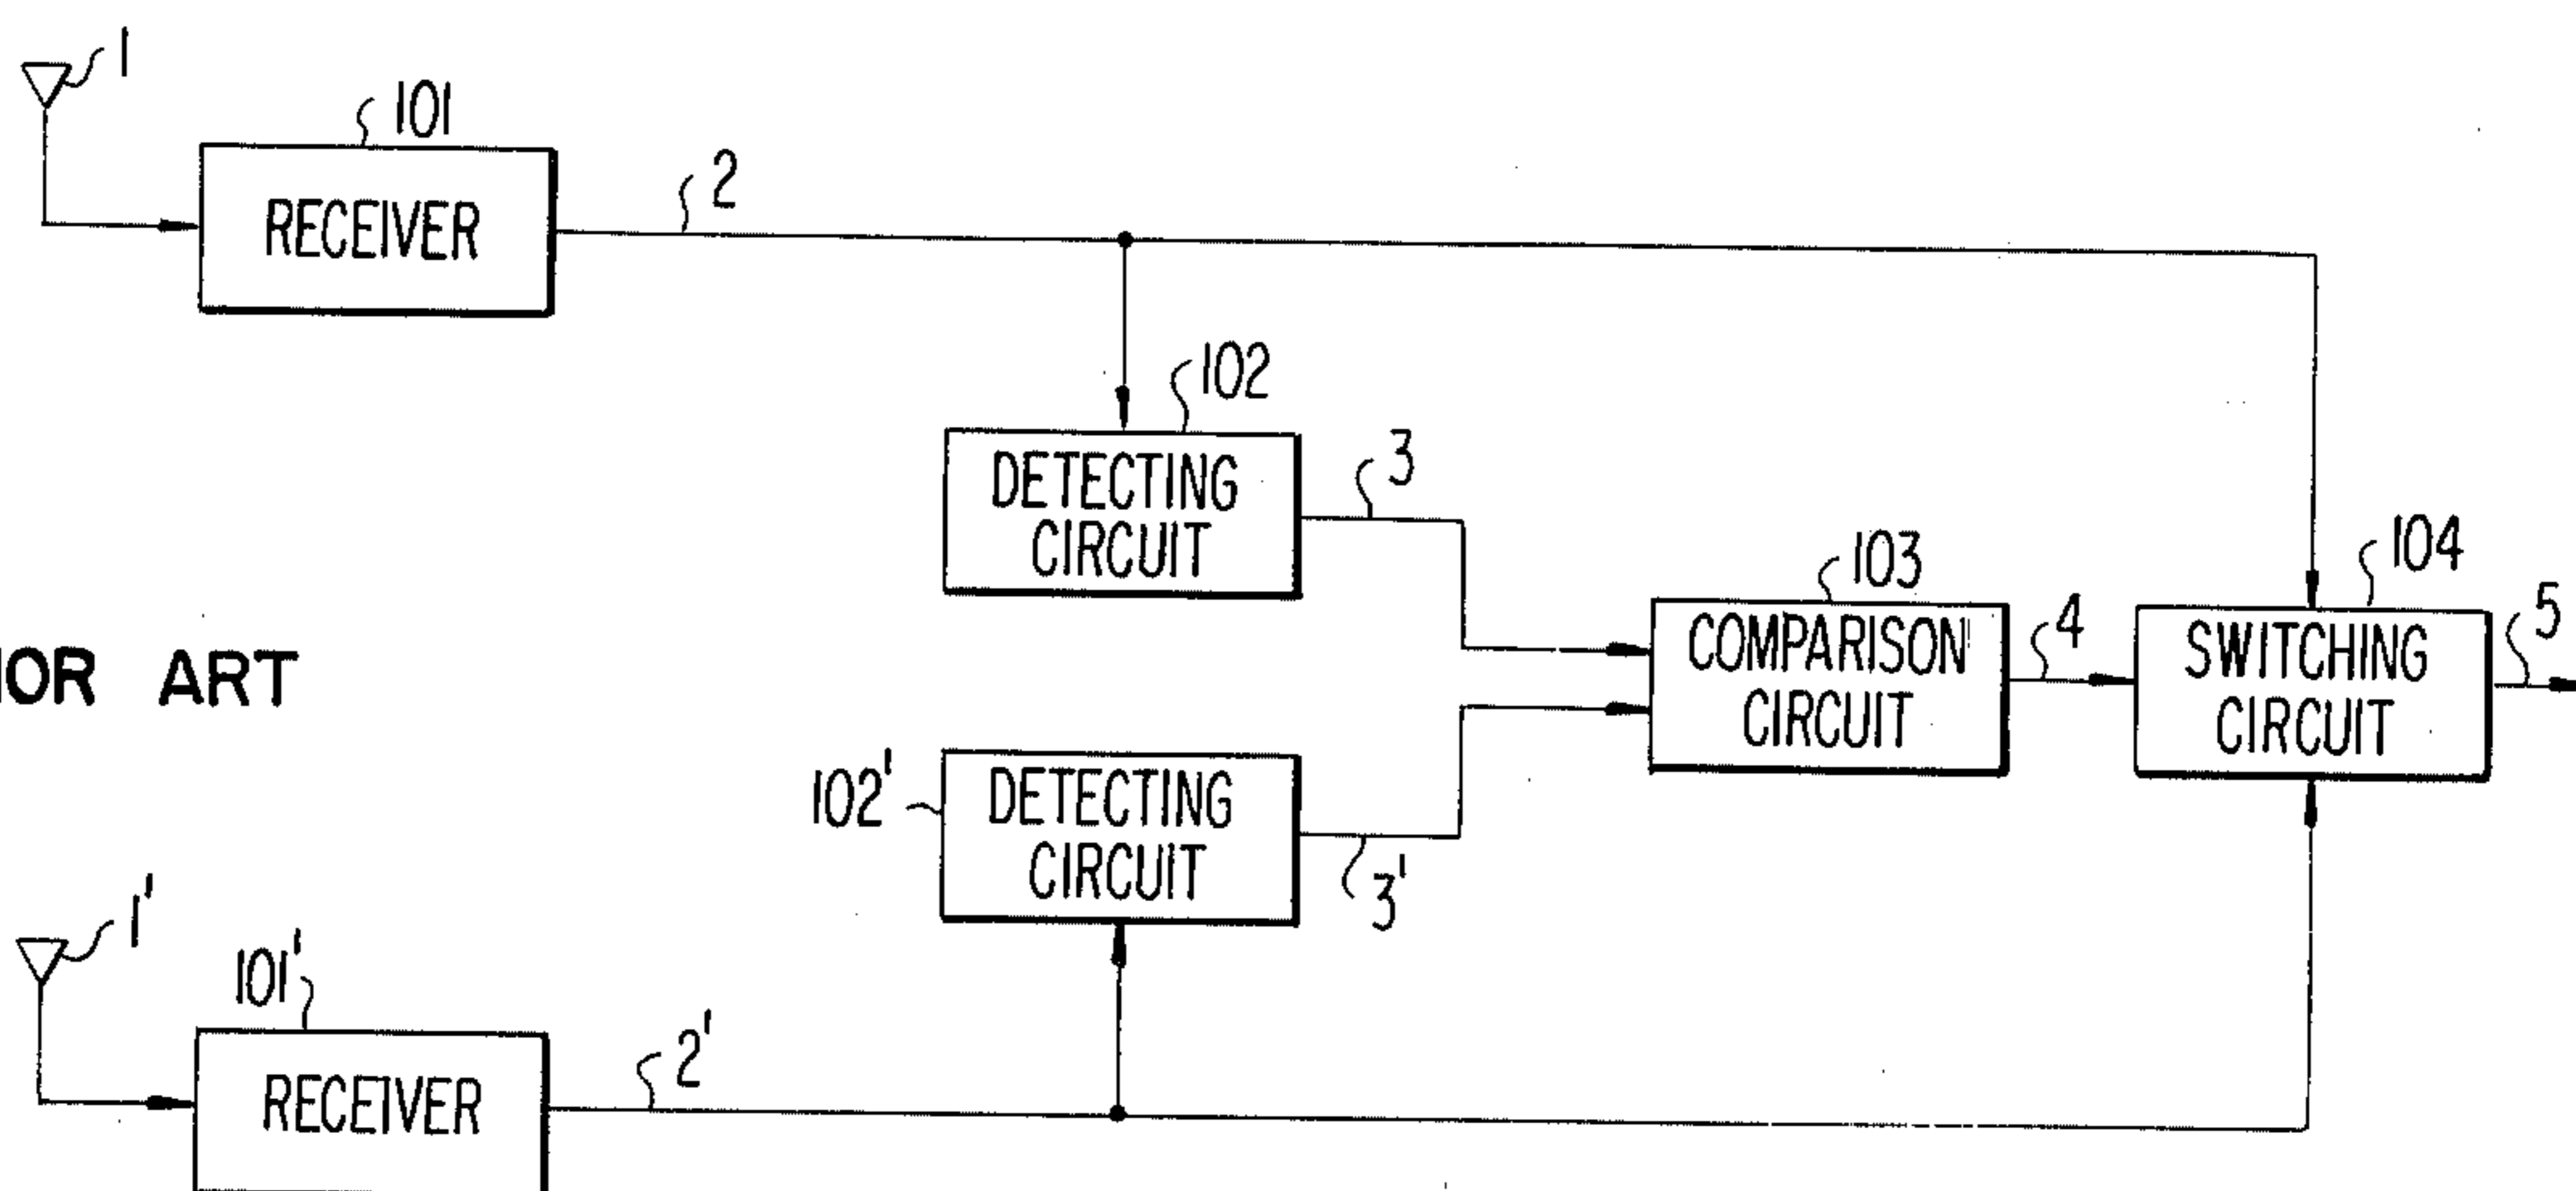 1
101
RECEIVER
2
102
DETECTING
CIRCUIT
3
103
COMPARISON
CIRCUIT
4
104
SWITCHING
CIRCUIT
5
ART
102'
DETECTING
CIRCUIT
3'
1'
101'
RECEIVER
2'